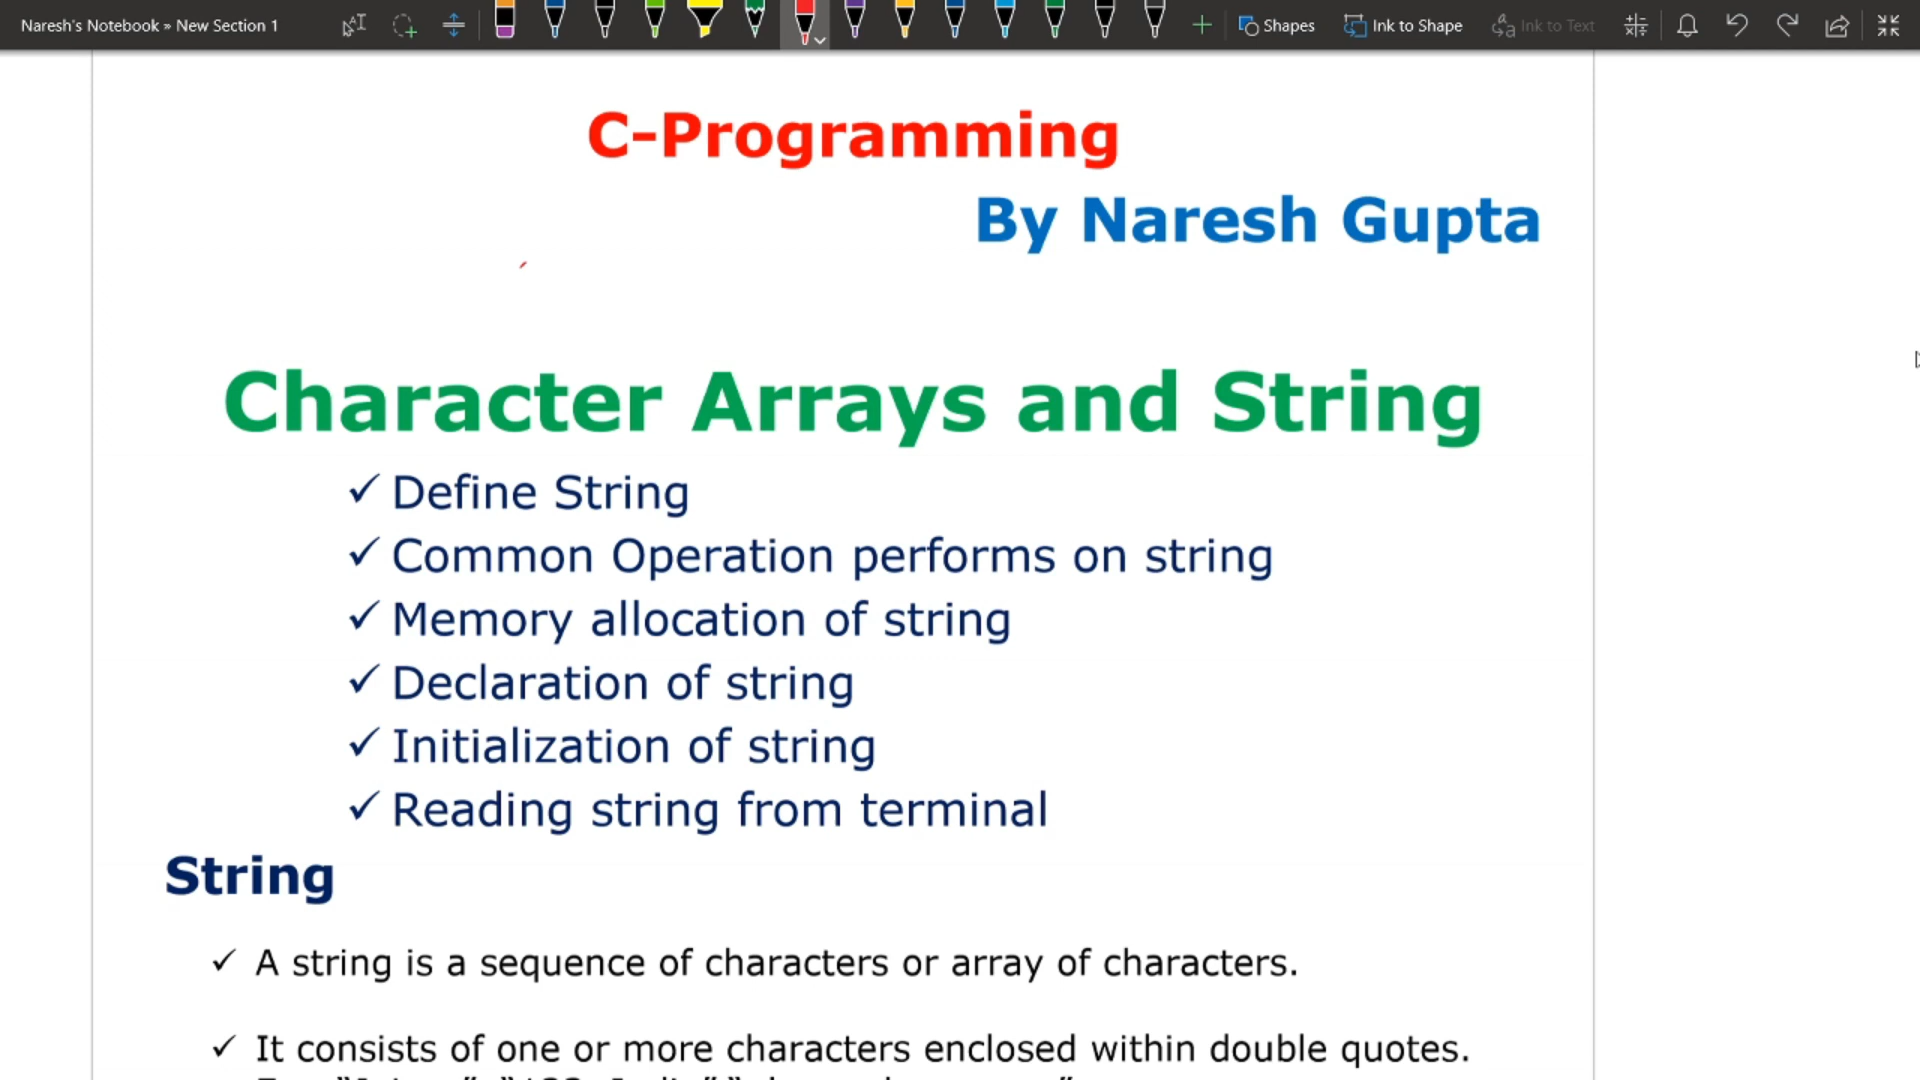 Naresh's Notebook » New Section 1
Shapes
Ink to Shape
Ink to Text
C-Programming
By Naresh Gupta
Character Arrays and String
✓ Define String
✓ Common Operation performs on string
✓ Memory allocation of string
✓ Declaration of string
✓ Initialization of string
✓ Reading string from terminal
String
✓ A string is a sequence of characters or array of characters.
✓ It consists of one or more characters enclosed within double quotes.